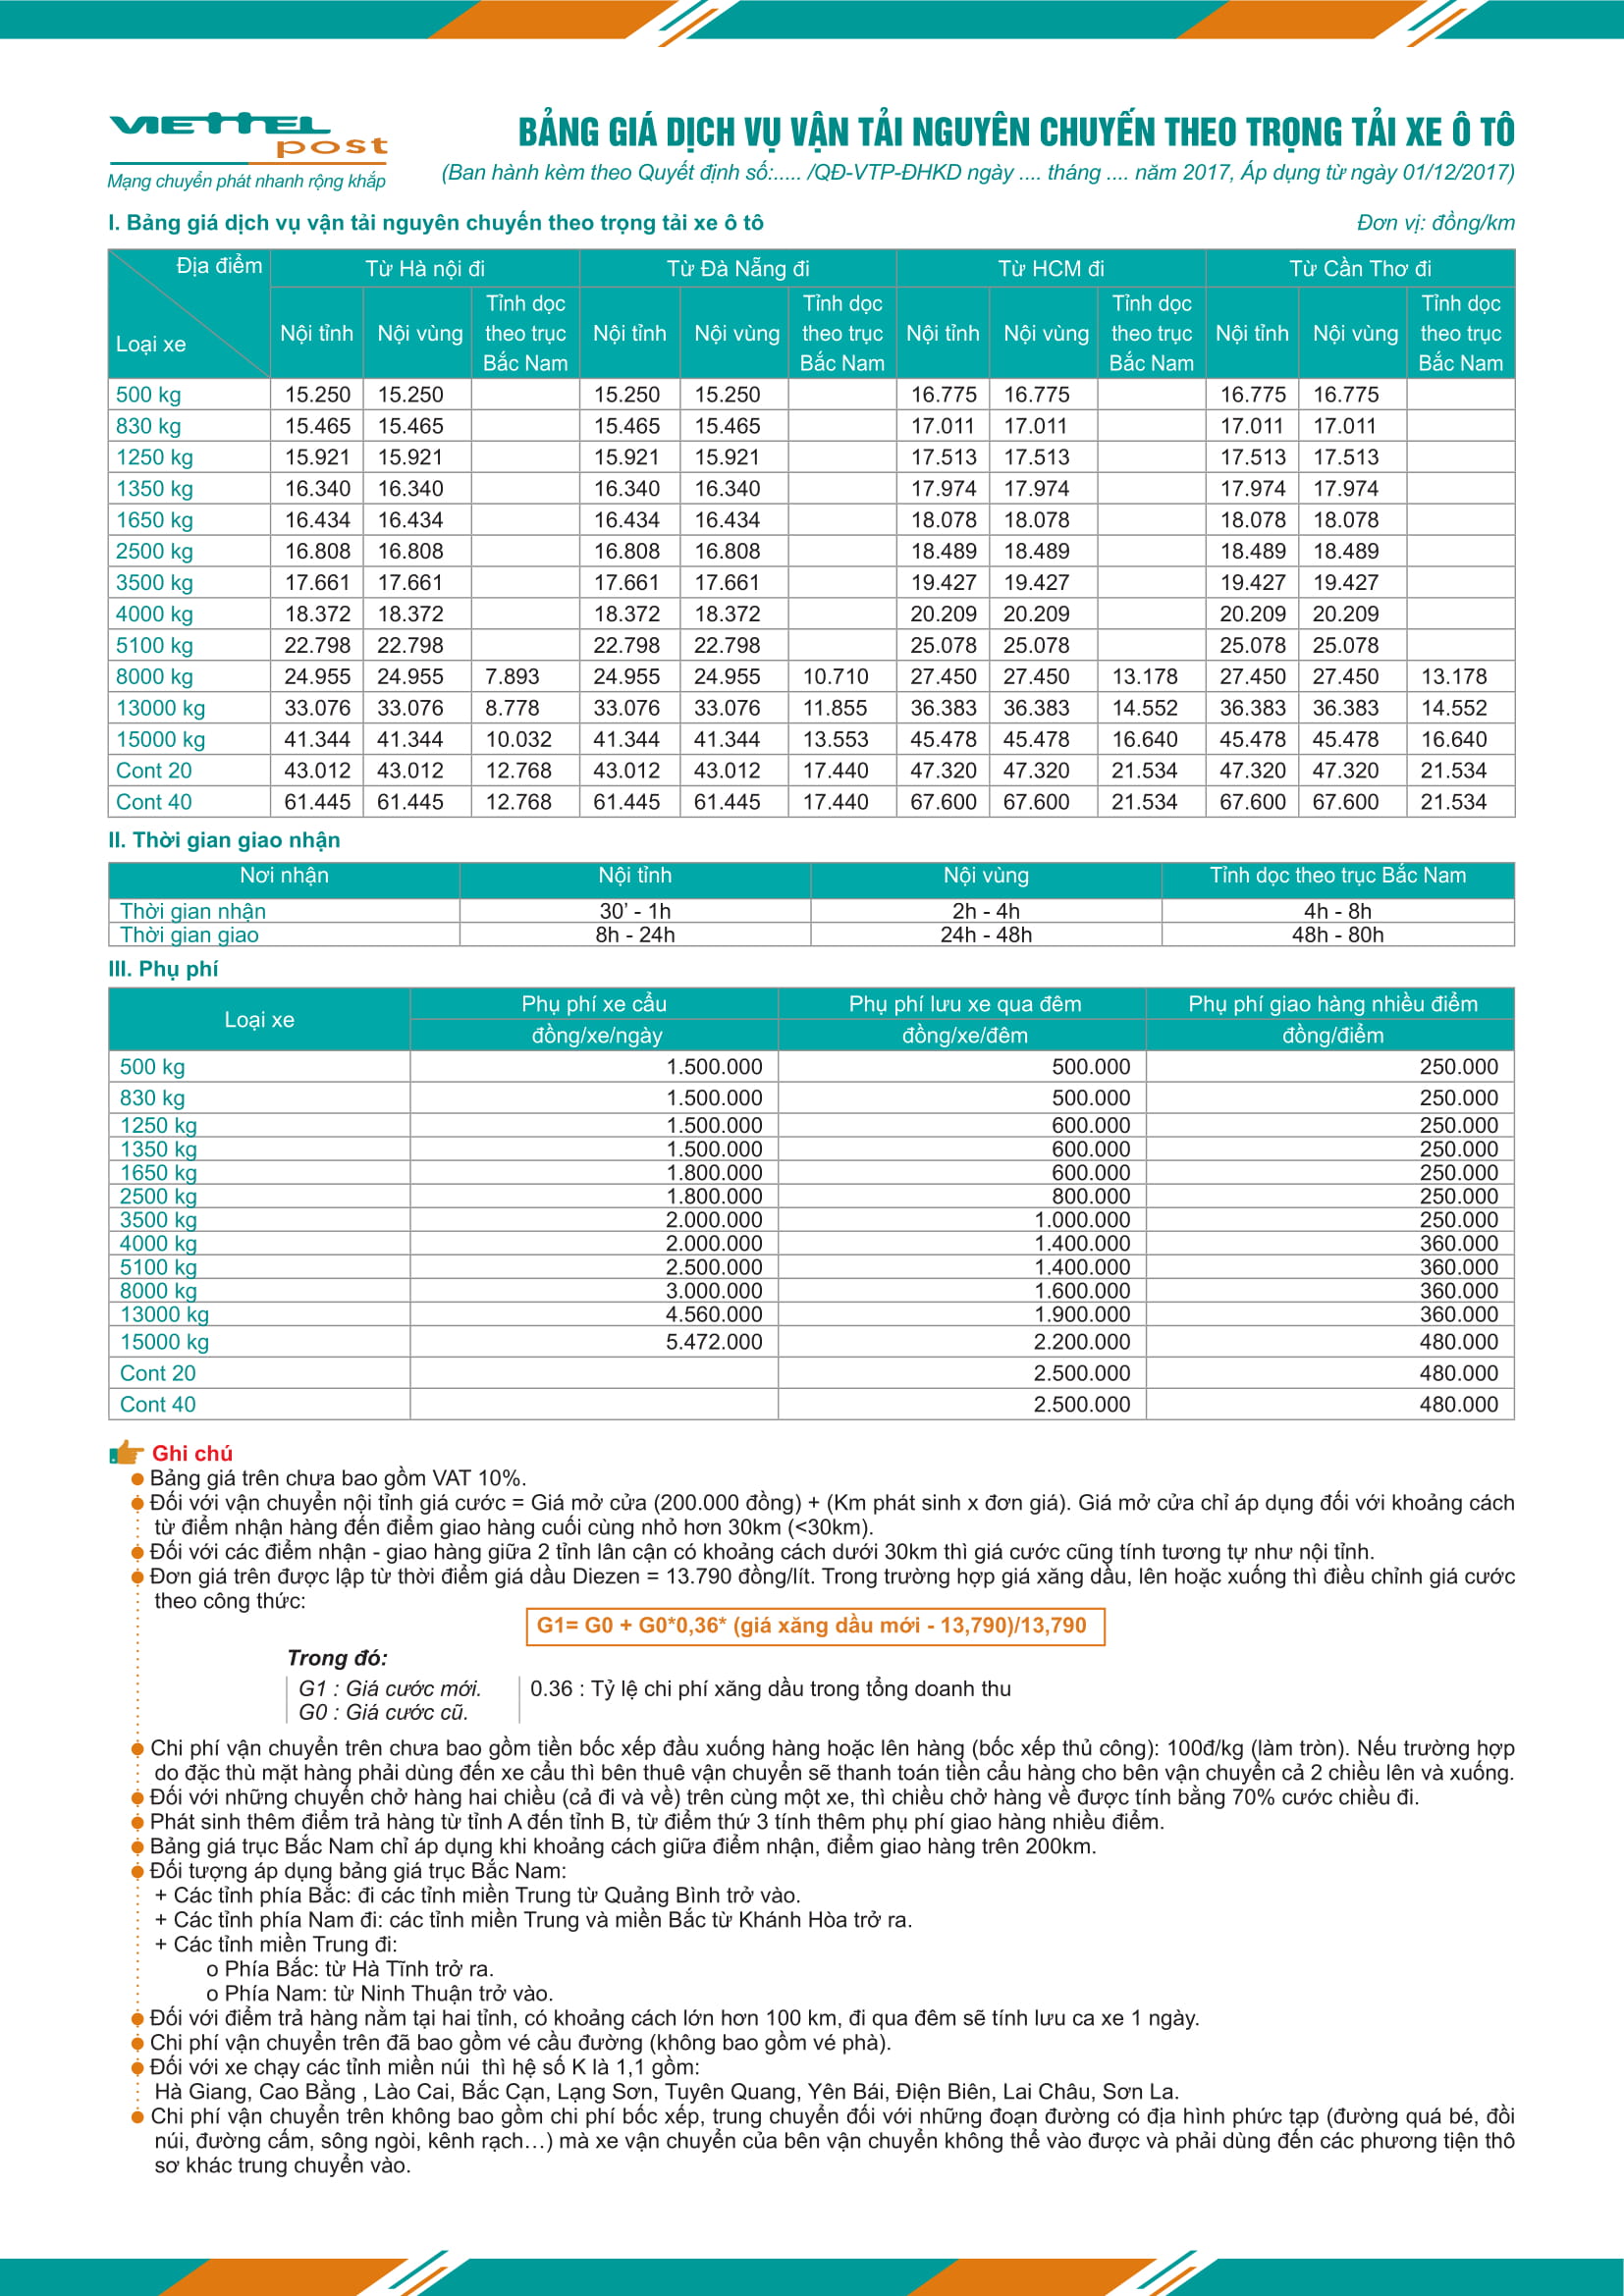 VIETTEL
post
Mạng chuyển phát nhanh rộng khắp
BẢNG GIÁ DỊCH VỤ VẬN TẢI NGUYÊN CHUYẾN THEO TRỌNG TẢI XE Ô TÔ
(Ban hành kèm theo Quyết định số:..... /QĐ-VTP-ĐHKD ngày .... tháng .... năm 2017, Áp dụng từ ngày 01/12/2017)
I. Bảng giá dịch vụ vận tải nguyên chuyến theo trọng tải xe ô tô Đơn vị: đồng/km
Địa điểm Từ Hà nội đi Từ Đà Nẵng đi Từ HCM đi Từ Cần Thơ đi
Loại xe Nội tỉnh Nội vùng Tỉnh dọc theo trục Bắc Nam Nội tỉnh Nội vùng Tỉnh dọc theo trục Bắc Nam Nội tỉnh Nội vùng Tỉnh dọc theo trục Bắc Nam Nội tỉnh Nội vùng Tỉnh dọc theo trục Bắc Nam
500 kg 15.250 15.250 15.250 15.250 16.775 16.775 16.775 16.775
830 kg 15.465 15.465 15.465 15.465 17.011 17.011 17.011 17.011
1250 kg 15.921 15.921 15.921 15.921 17.513 17.513 17.513 17.513
1350 kg 16.340 16.340 16.340 16.340 17.974 17.974 17.974 17.974
1650 kg 16.434 16.434 16.434 16.434 18.078 18.078 18.078 18.078
2500 kg 16.808 16.808 16.808 16.808 18.489 18.489 18.489 18.489
3500 kg 17.661 17.661 17.661 17.661 19.427 19.427 19.427 19.427
4000 kg 18.372 18.372 18.372 18.372 20.209 20.209 20.209 20.209
5100 kg 22.798 22.798 22.798 22.798 25.078 25.078 25.078 25.078
8000 kg 24.955 24.955 7.893 24.955 24.955 10.710 27.450 27.450 13.178 27.450 27.450 13.178
13000 kg 33.076 33.076 8.778 33.076 33.076 11.855 36.383 36.383 14.552 36.383 36.383 14.552
15000 kg 41.344 41.344 10.032 41.344 41.344 13.553 45.478 45.478 16.640 45.478 45.478 16.640
Cont 20 43.012 43.012 12.768 43.012 43.012 17.440 47.320 47.320 21.534 47.320 47.320 21.534
Cont 40 61.445 61.445 12.768 61.445 61.445 17.440 67.600 67.600 21.534 67.600 67.600 21.534
II. Thời gian giao nhận
Nơi nhận Nội tỉnh Nội vùng Tỉnh dọc theo trục Bắc Nam
Thời gian nhận 30’ - 1h 2h - 4h 4h - 8h
Thời gian giao 8h - 24h 24h - 48h 48h - 80h
III. Phụ phí
Loại xe Phụ phí xe cẩu Phụ phí lưu xe qua đêm Phụ phí giao hàng nhiều điểm
đồng/xe/ngày đồng/xe/đêm đồng/điểm
500 kg 1.500.000 500.000 250.000
830 kg 1.500.000 500.000 250.000
1250 kg 1.500.000 600.000 250.000
1350 kg 1.500.000 600.000 250.000
1650 kg 1.800.000 600.000 250.000
2500 kg 1.800.000 800.000 250.000
3500 kg 2.000.000 1.000.000 250.000
4000 kg 2.000.000 1.400.000 360.000
5100 kg 2.500.000 1.400.000 360.000
8000 kg 3.000.000 1.600.000 360.000
13000 kg 4.560.000 1.900.000 360.000
15000 kg 5.472.000 2.200.000 480.000
Cont 20 2.500.000 480.000
Cont 40 2.500.000 480.000
Ghi chú
Bảng giá trên chưa bao gồm VAT 10%.
Đối với vận chuyển nội tỉnh giá cước = Giá mở cửa (200.000 đồng) + (Km phát sinh x đơn giá). Giá mở cửa chỉ áp dụng đối với khoảng cách
từ điểm nhận hàng đến điểm giao hàng cuối cùng nhỏ hơn 30km (<30km).
Đối với các điểm nhận - giao hàng giữa 2 tỉnh lân cận có khoảng cách dưới 30km thì giá cước cũng tính tương tự như nội tỉnh.
Đơn giá trên được lập từ thời điểm giá dầu Diezen = 13.790 đồng/lít. Trong trường hợp giá xăng dầu, lên hoặc xuống thì điều chỉnh giá cước
theo công thức:
G1= G0 + G0*0,36* (giá xăng dầu mới - 13,790)/13,790
Trong đó:
G1 : Giá cước mới. 0.36 : Tỷ lệ chi phí xăng dầu trong tổng doanh thu
G0 : Giá cước cũ.
Chi phí vận chuyển trên chưa bao gồm tiền bốc xếp đầu xuống hàng hoặc lên hàng (bốc xếp thủ công): 100đ/kg (làm tròn). Nếu trường hợp
do đặc thù mặt hàng phải dùng đến xe cẩu thì bên thuê vận chuyển sẽ thanh toán tiền cẩu hàng cho bên vận chuyển cả 2 chiều lên và xuống.
Đối với những chuyến chở hàng hai chiều (cả đi và về) trên cùng một xe, thì chiều chở hàng về được tính bằng 70% cước chiều đi.
Phát sinh thêm điểm trả hàng từ tỉnh A đến tỉnh B, từ điểm thứ 3 tính thêm phụ phí giao hàng nhiều điểm.
Bảng giá trục Bắc Nam chỉ áp dụng khi khoảng cách giữa điểm nhận, điểm giao hàng trên 200km.
Đối tượng áp dụng bảng giá trục Bắc Nam:
+ Các tỉnh phía Bắc: đi các tỉnh miền Trung từ Quảng Bình trở vào.
+ Các tỉnh phía Nam đi: các tỉnh miền Trung và miền Bắc từ Khánh Hòa trở ra.
+ Các tỉnh miền Trung đi:
o Phía Bắc: từ Hà Tĩnh trở ra.
o Phía Nam: từ Ninh Thuận trở vào.
Đối với điểm trả hàng nằm tại hai tỉnh, có khoảng cách lớn hơn 100 km, đi qua đêm sẽ tính lưu ca xe 1 ngày.
Chi phí vận chuyển trên đã bao gồm vé cầu đường (không bao gồm vé phà).
Đối với xe chạy các tỉnh miền núi thì hệ số K là 1,1 gồm:
Hà Giang, Cao Bằng , Lào Cai, Bắc Cạn, Lạng Sơn, Tuyên Quang, Yên Bái, Điện Biên, Lai Châu, Sơn La.
Chi phí vận chuyển trên không bao gồm chi phí bốc xếp, trung chuyển đối với những đoạn đường có địa hình phức tạp (đường quá bé, đồi
núi, đường cấm, sông ngòi, kênh rạch…) mà xe vận chuyển của bên vận chuyển không thể vào được và phải dùng đến các phương tiện thô
sơ khác trung chuyển vào.